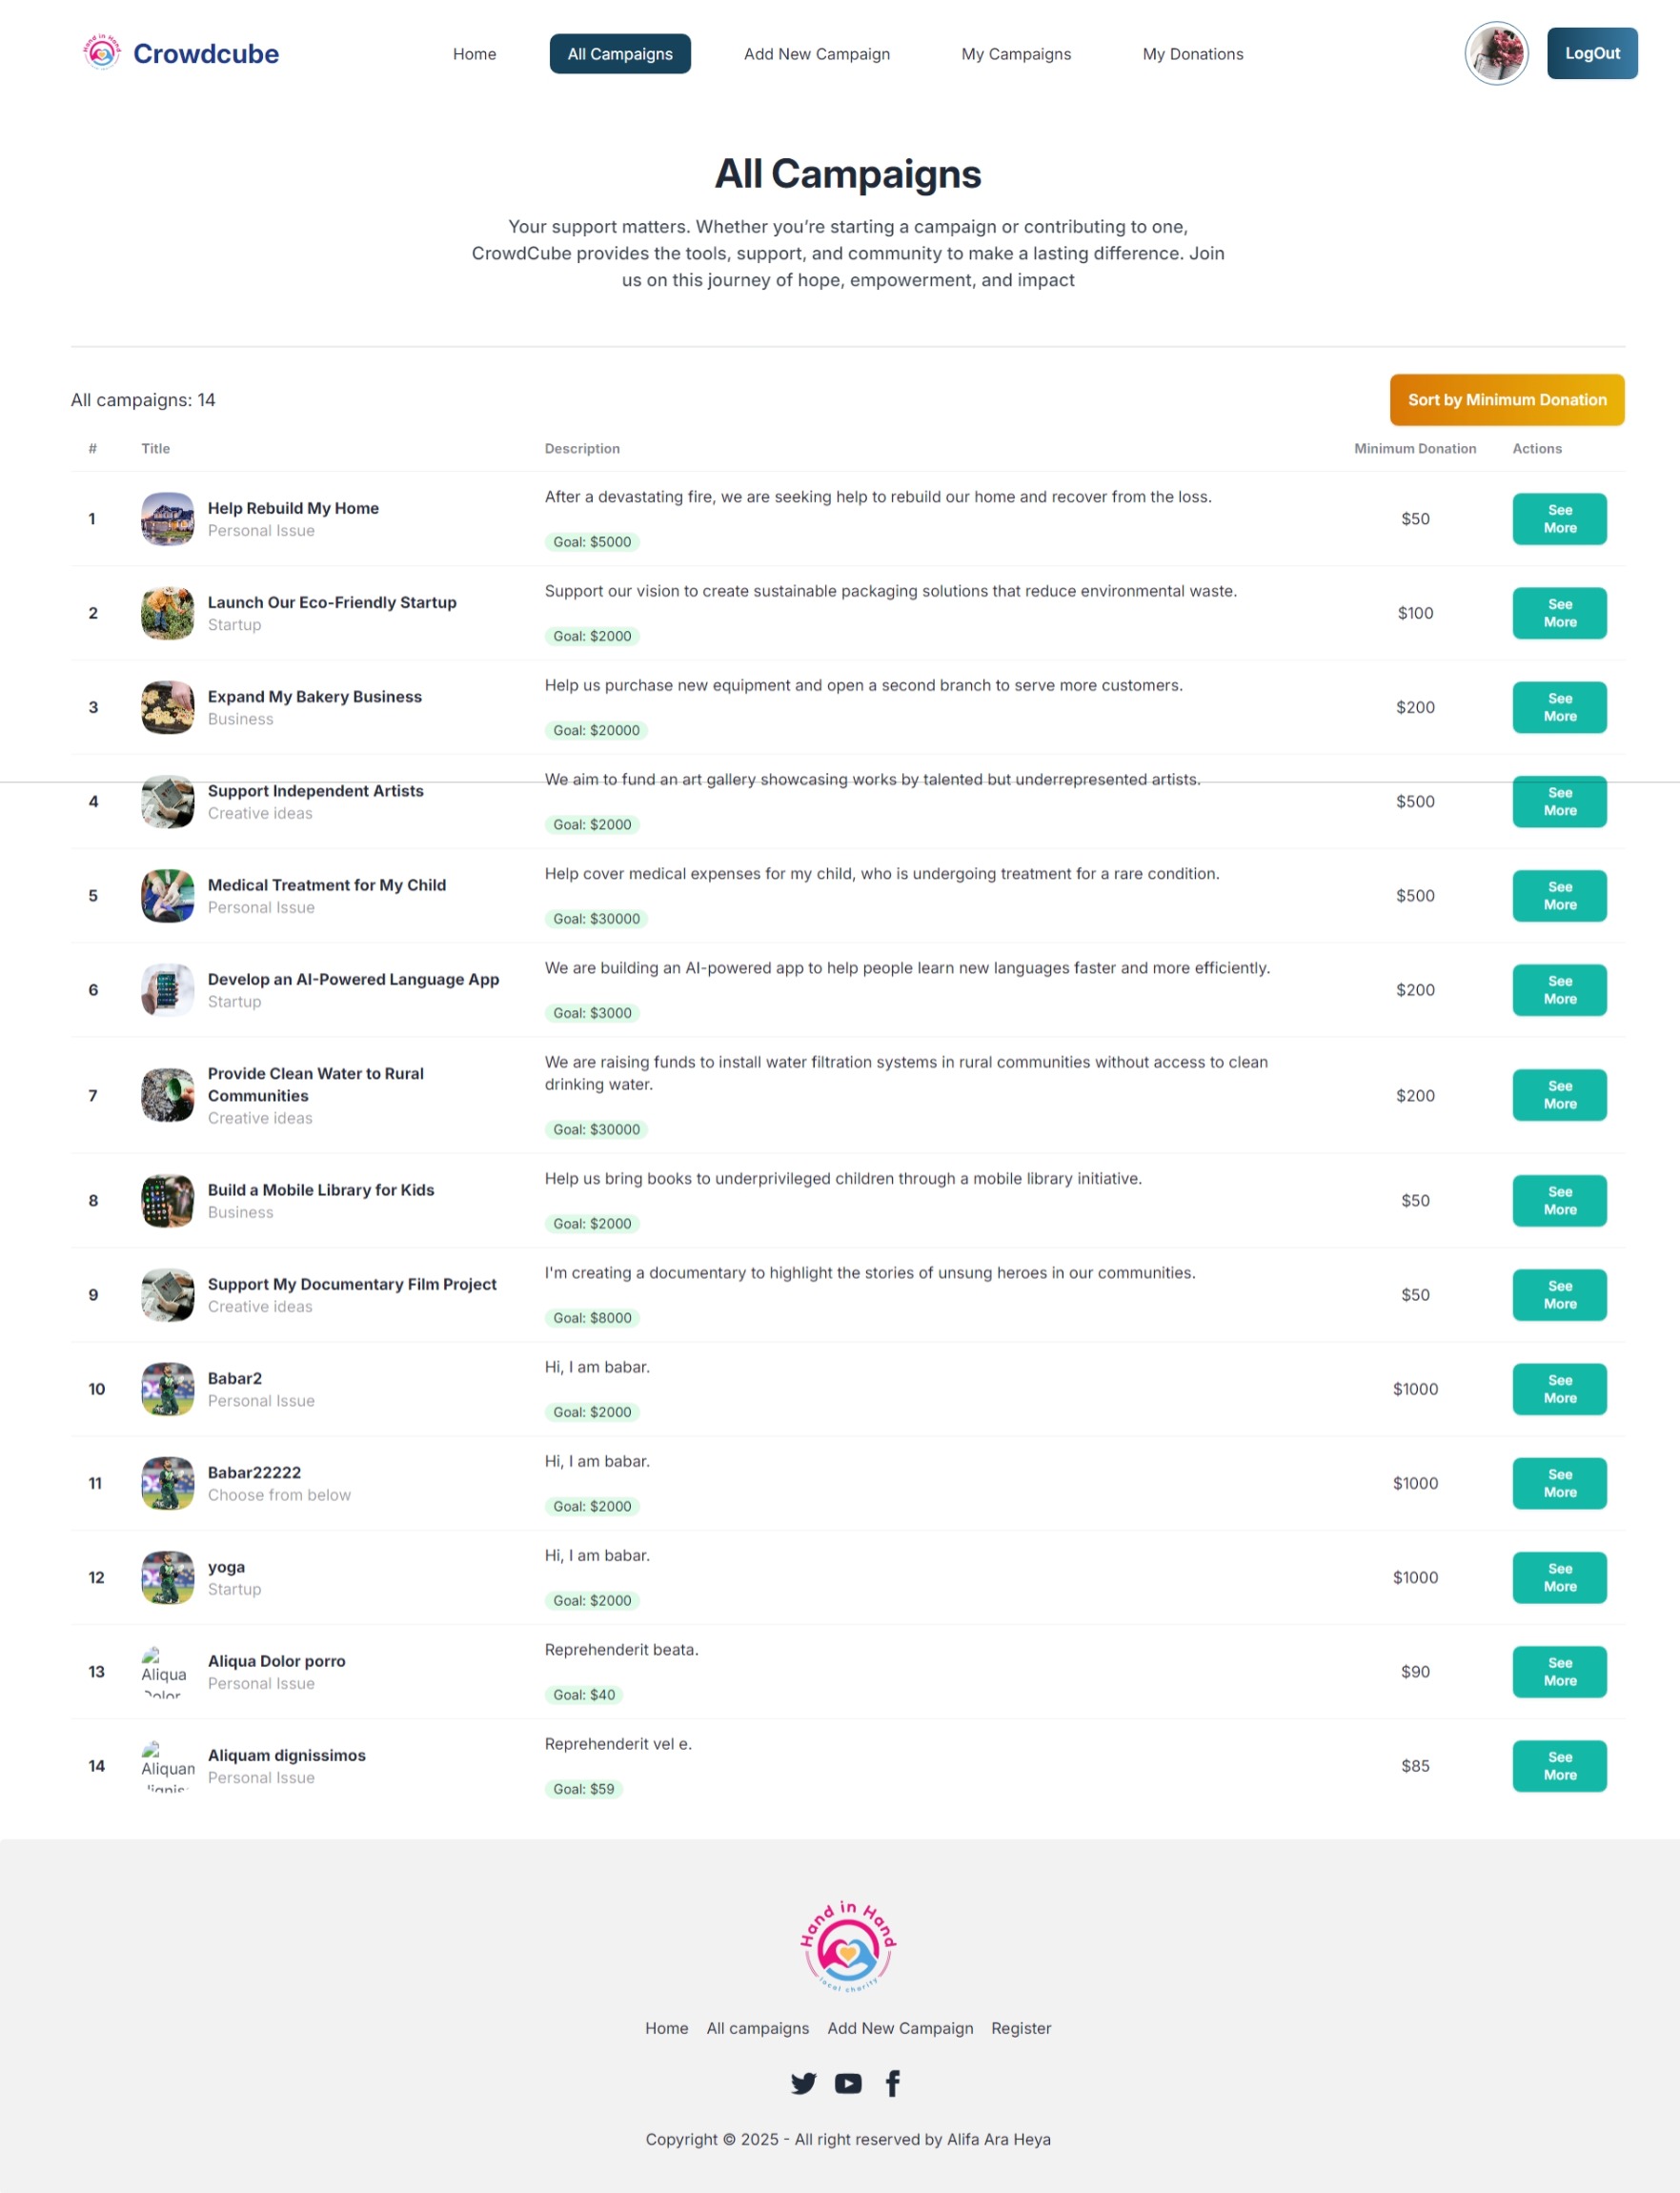 Hand in Hand
Crowdcube
Home
All Campaigns
Add New Campaign
My Campaigns
My Donations
LogOut
All Campaigns
Your support matters. Whether you’re starting a campaign or contributing to one,
CrowdCube provides the tools, support, and community to make a lasting difference. Join
us on this journey of hope, empowerment, and impact
All campaigns: 14
Sort by Minimum Donation
# Title Description Minimum Donation Actions
1
Help Rebuild My Home
Personal Issue
After a devastating fire, we are seeking help to rebuild our home and recover from the loss.
Goal: $5000
$50
See
More
2
Launch Our Eco-Friendly Startup
Startup
Support our vision to create sustainable packaging solutions that reduce environmental waste.
Goal: $2000
$100
See
More
3
Expand My Bakery Business
Business
Help us purchase new equipment and open a second branch to serve more customers.
Goal: $20000
$200
See
More
4
Support Independent Artists
Creative ideas
We aim to fund an art gallery showcasing works by talented but underrepresented artists.
Goal: $2000
$500
See
More
5
Medical Treatment for My Child
Personal Issue
Help cover medical expenses for my child, who is undergoing treatment for a rare condition.
Goal: $30000
$500
See
More
6
Develop an AI-Powered Language App
Startup
We are building an AI-powered app to help people learn new languages faster and more efficiently.
Goal: $3000
$200
See
More
7
Provide Clean Water to Rural
Communities
Creative ideas
We are raising funds to install water filtration systems in rural communities without access to clean
drinking water.
Goal: $30000
$200
See
More
8
Build a Mobile Library for Kids
Business
Help us bring books to underprivileged children through a mobile library initiative.
Goal: $2000
$50
See
More
9
Support My Documentary Film Project
Creative ideas
I'm creating a documentary to highlight the stories of unsung heroes in our communities.
Goal: $8000
$50
See
More
10
Babar2
Personal Issue
Hi, I am babar.
Goal: $2000
$1000
See
More
11
Babar22222
Choose from below
Hi, I am babar.
Goal: $2000
$1000
See
More
12
yoga
Startup
Hi, I am babar.
Goal: $2000
$1000
See
More
13
Aliqua
Dolor
Aliqua Dolor porro
Personal Issue
Reprehenderit beata.
Goal: $40
$90
See
More
14
Aliquam
Aliquam dignissimos
Personal Issue
Reprehenderit vel e.
Goal: $59
$85
See
More
Hand in Hand
local charity
Home All campaigns Add New Campaign Register
Copyright © 2025 - All right reserved by Alifa Ara Heya